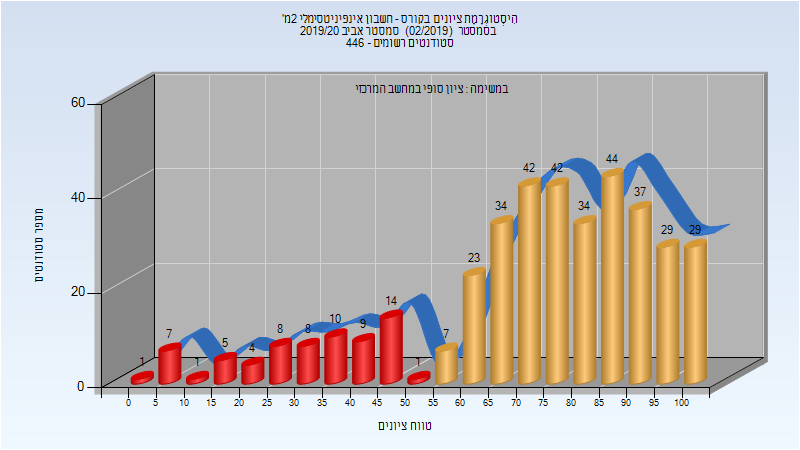 היסטוגרמת ציונים בקורס - חשבון אינפיניטסימלי 2מ'
בסמסטר (02/2019) סמסטר אביב 2019/20
סטודנטים רשומים - 446
במשימה : ציון סופי במחשב המרכזי
60
40
20
0
מספר סטודנטים
1 7 1 5 4 8 8 10 9 14 1 7 23 34 42 42 34 44 37 29 29
0 5 10 15 20 25 30 35 40 45 50 55 60 65 70 75 80 85 90 95 100
טווח ציונים